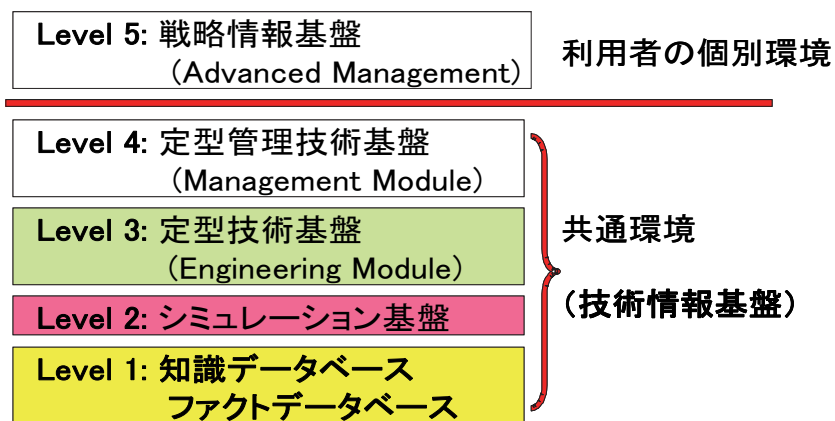 Level 5: 戦略情報基盤
(Advanced Management)
利用者の個別環境
Level 4: 定型管理技術基盤
(Management Module)
Level 3: 定型技術基盤
(Engineering Module)
共通環境
(技術情報基盤)
Level 2: シミュレーション基盤
Level 1: 知識データベース
ファクトデータベース